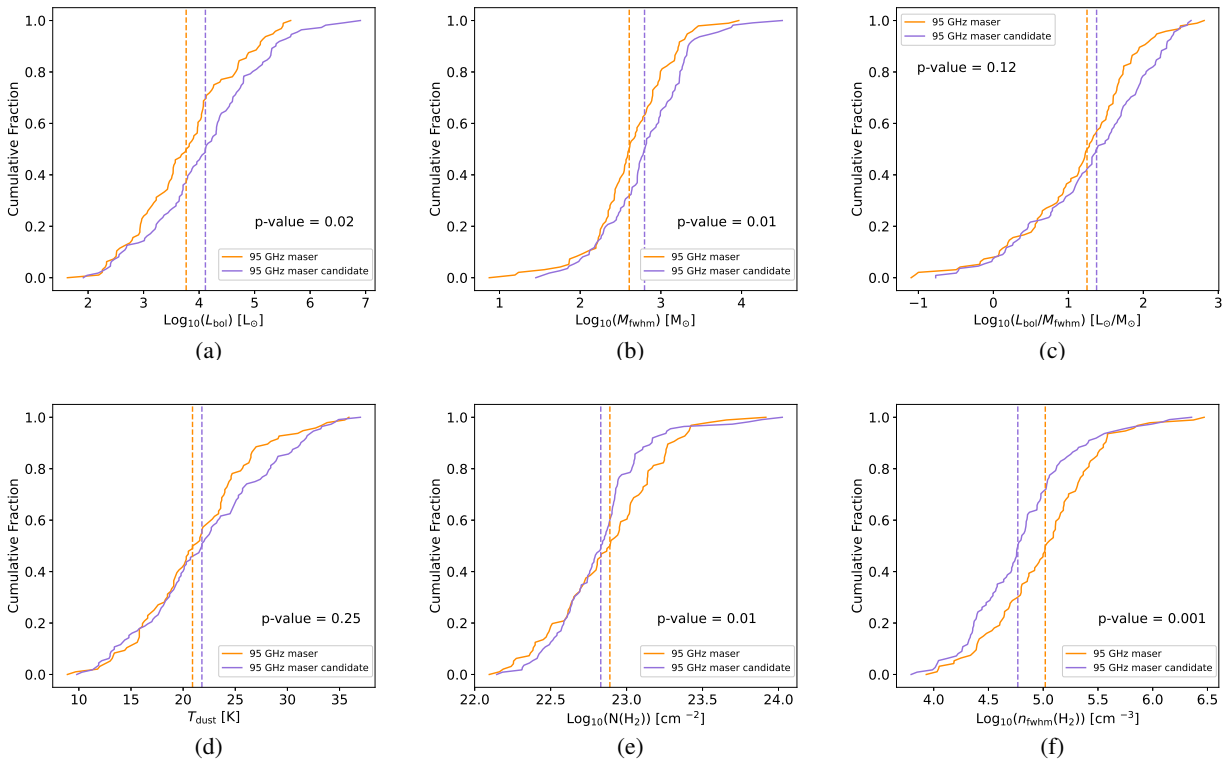 1.0
0.8
0.6
0.4
0.2
0.0
Cumulative Fraction
p-value = 0.02
95 GHz maser
95 GHz maser candidate
2 3 4 5 6 7
Log₁₀(L_bol) [L⊙]
(a)
1.0
0.8
0.6
0.4
0.2
0.0
Cumulative Fraction
p-value = 0.01
95 GHz maser
95 GHz maser candidate
1 2 3 4
Log₁₀(M_fwhm) [M⊙]
(b)
95 GHz maser
95 GHz maser candidate
p-value = 0.12
1.0
0.8
0.6
0.4
0.2
0.0
Cumulative Fraction
−1 0 1 2 3
Log₁₀(L_bol/M_fwhm) [L⊙/M⊙]
(c)
1.0
0.8
0.6
0.4
0.2
0.0
Cumulative Fraction
p-value = 0.25
95 GHz maser
95 GHz maser candidate
10 15 20 25 30 35
T_dust [K]
(d)
1.0
0.8
0.6
0.4
0.2
0.0
Cumulative Fraction
p-value = 0.01
95 GHz maser
95 GHz maser candidate
22.0 22.5 23.0 23.5 24.0
Log₁₀(N(H₂)) [cm ⁻²]
(e)
1.0
0.8
0.6
0.4
0.2
0.0
Cumulative Fraction
p-value = 0.001
95 GHz maser
95 GHz maser candidate
4.0 4.5 5.0 5.5 6.0 6.5
Log₁₀(n_fwhm(H₂)) [cm ⁻³]
(f)